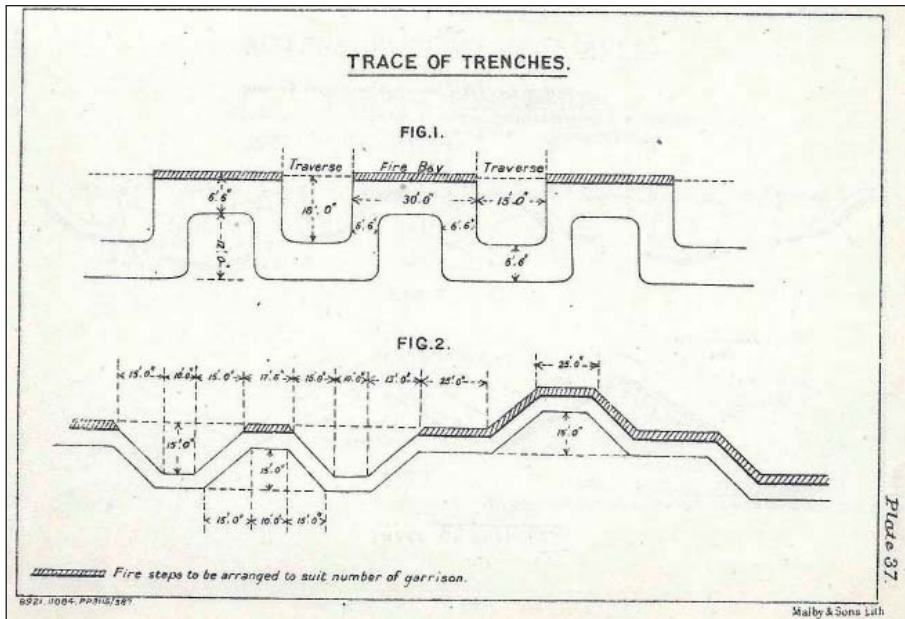 TRACE OF TRENCHES.
FIG.1.
Traverse
Fire Bay
Traverse
6'.6"
18'.0"
30'.0"
15'.0"
6'.6"
6'.6"
12'.0"
6'.6"
FIG.2.
15'.0"
10'.0"
15'.0"
17'.6"
15'.0"
10'.0"
25'.0"
25'.0"
15'.0"
15'.0"
15'.0"
15'.0"
10'.0"
15'.0"
Fire steps to be arranged to suit number of garrison.
Plate 37.
Malby & Sons Lith